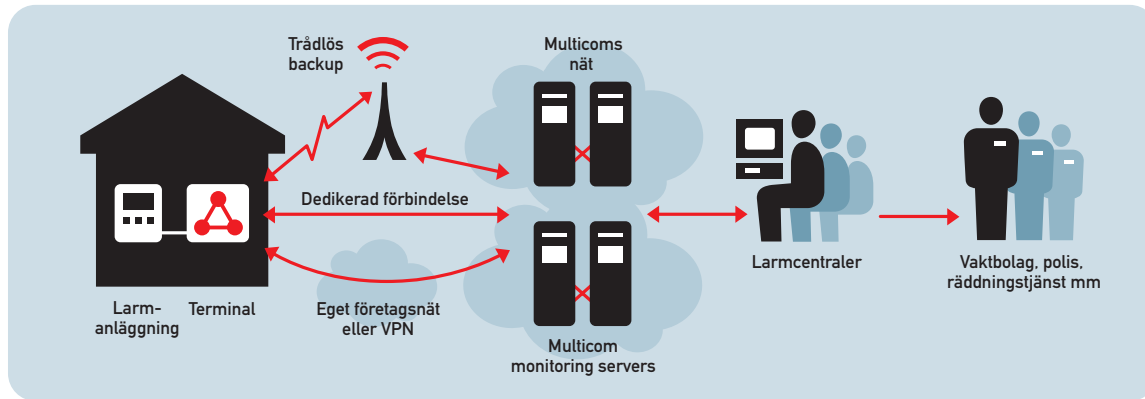 Trådlös
backup
Multicoms
nät
Dedikerad förbindelse
Larm-
anläggning
Terminal
Eget företagsnät
eller VPN
Multicom
monitoring servers
Larmcentraler
Vaktbolag, polis,
räddningstjänst mm